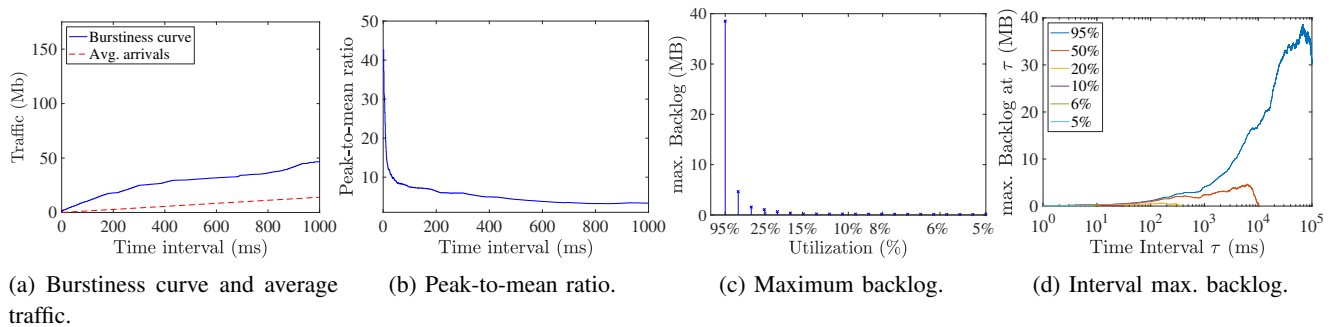 150
100
50
0
Traffic (Mb)
Burstiness curve
Avg. arrivals
0 200 400 600 800 1000
Time interval (ms)
50
40
30
20
10
Peak-to-mean ratio
0 200 400 600 800 1000
Time interval (ms)
40
30
20
10
0
max. Backlog (MB)
95% 25% 15% 10% 8% 6% 5%
Utilization (%)
40
30
20
10
0
max. Backlog at τ (MB)
95%
50%
20%
10%
6%
5%
10^0 10^1 10^2 10^3 10^4 10^5
Time Interval τ (ms)
(a) Burstiness curve and average
traffic.
(b) Peak-to-mean ratio.
(c) Maximum backlog.
(d) Interval max. backlog.